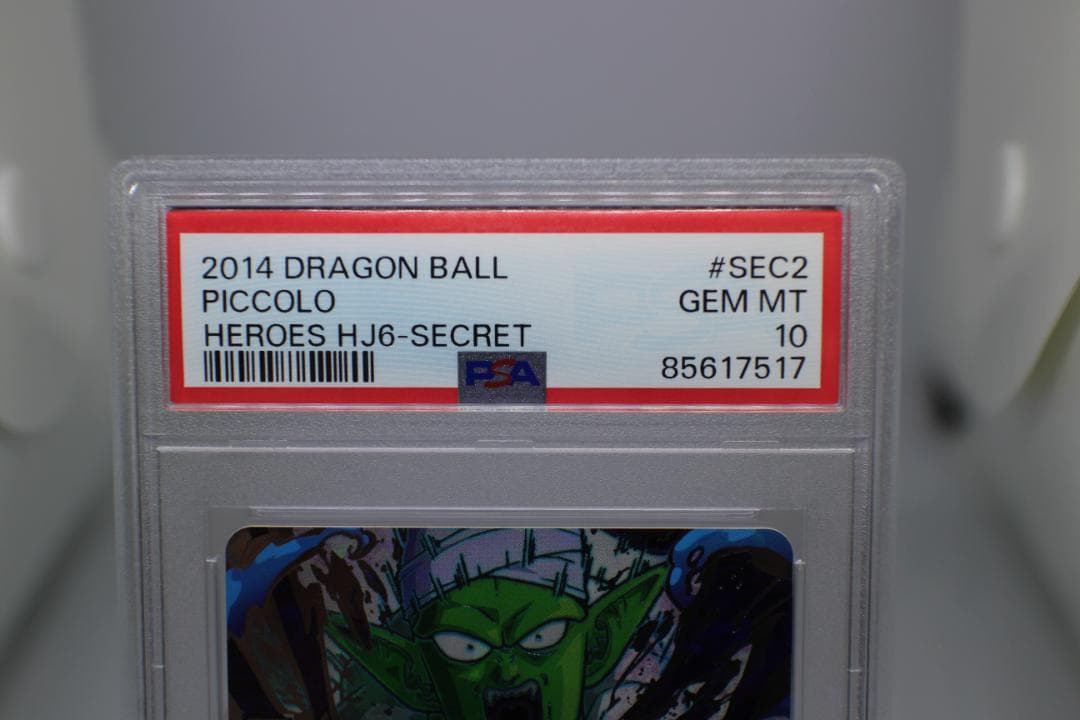 2014 DRAGON BALL #SEC2
PICCOLO GEM MT
HEROES HJ6-SECRET 10
85617517
PSA